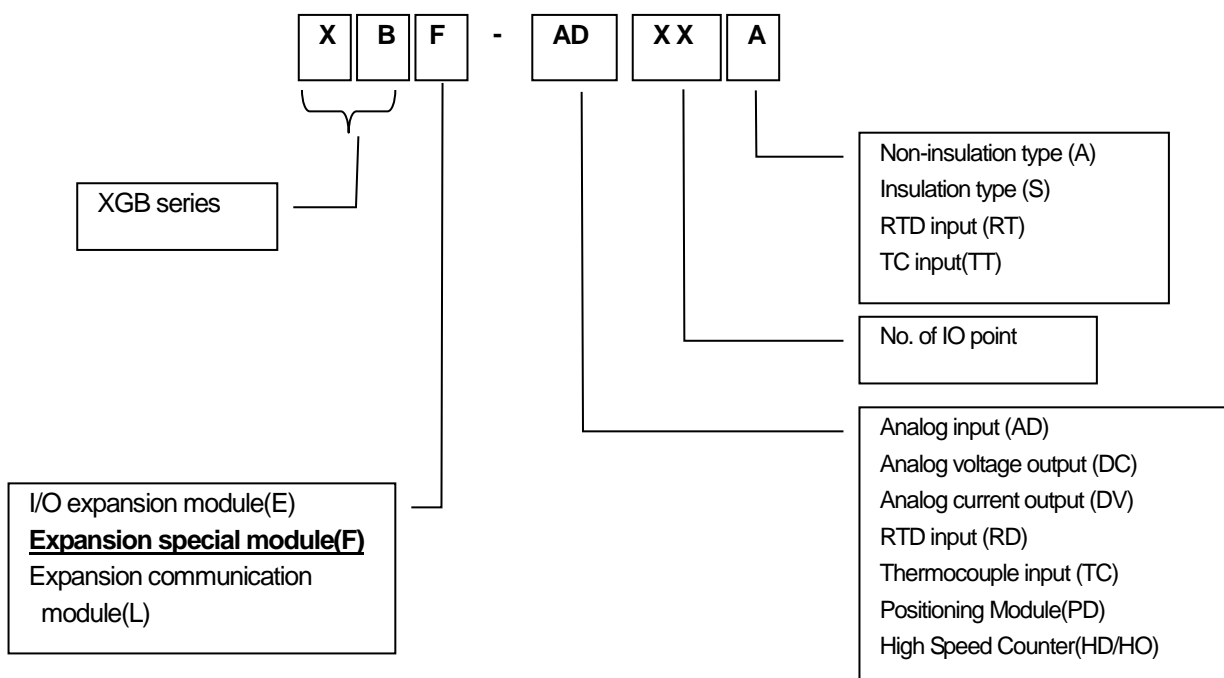 X B F - AD XX A
Non-insulation type (A)
Insulation type (S)
RTD input (RT)
TC input(TT)
XGB series
No. of IO point
Analog input (AD)
Analog voltage output (DC)
Analog current output (DV)
RTD input (RD)
Thermocouple input (TC)
Positioning Module(PD)
High Speed Counter(HD/HO)
I/O expansion module(E)
Expansion special module(F)
Expansion communication
module(L)